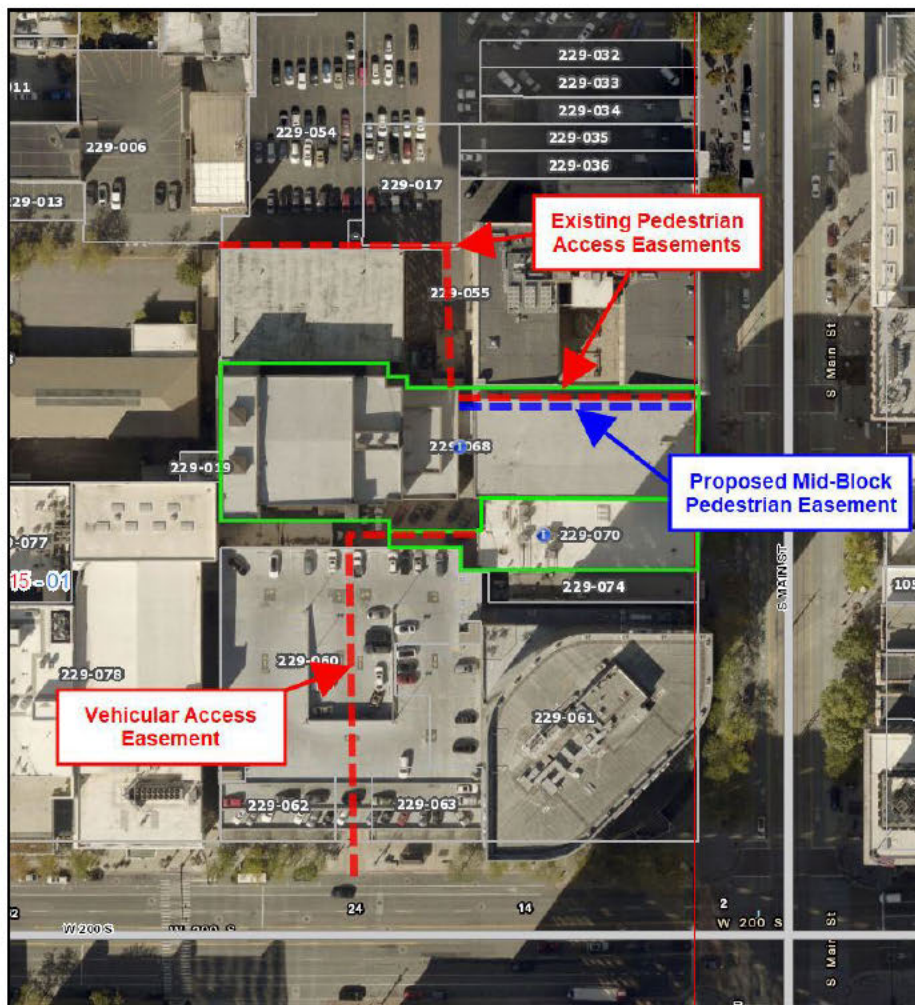 229-032
229-033
229-034
229-035
229-036
011
229-054
229-006
229-017
229-013
Existing Pedestrian
Access Easements
229-055
S Main St
229-068
229-019
Proposed Mid-Block
Pedestrian Easement
229-070
0-077
15-01
229-074
S MAIN ST
105
229-060
229-078
Vehicular Access
Easement
229-061
229-062
229-063
24
14
2
W 200 S
W 200 S
W 200 S
S Main St